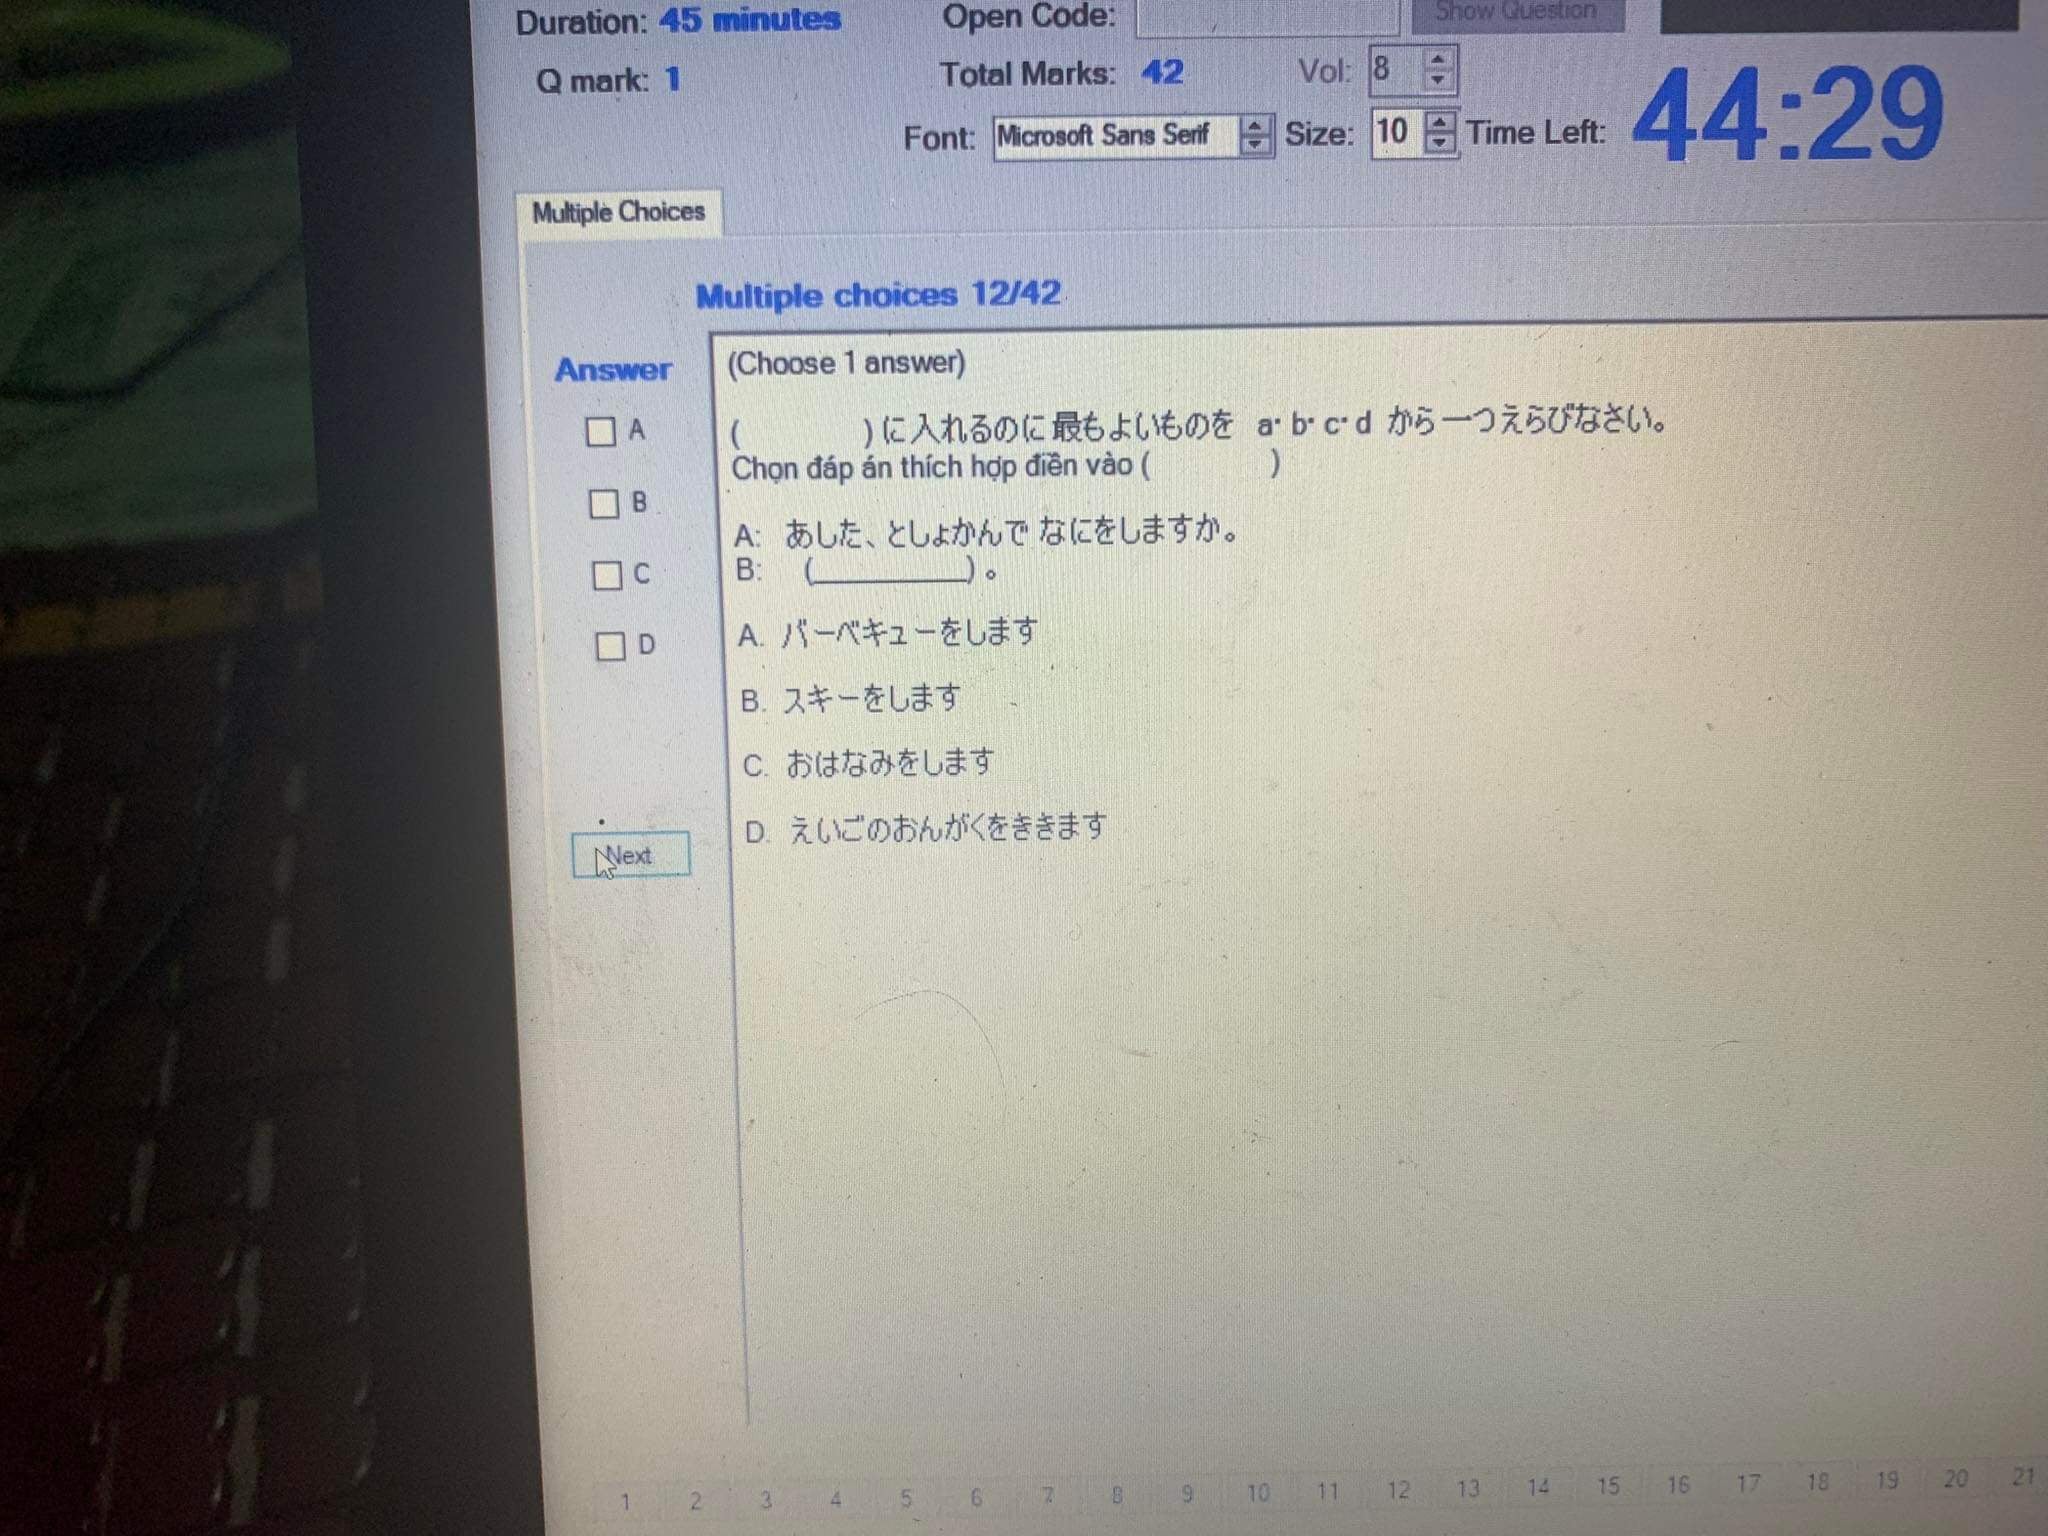 Duration: 45 minutes
Open Code:
Show Question
Q mark: 1
Total Marks: 42
Vol: 8
Font: Microsoft Sans Serif
Size: 10
Time Left: 44:29
Multiple Choices
Multiple choices 12/42
Answer
(Choose 1 answer)
A
B
C
D
Next
( ) に入れるのに最もよいものを a・b・c・d から一つえらびなさい。
Chọn đáp án thích hợp điền vào ( )
A: あした、としょかんで なにをしますか。
B: (__________) 。
A. バーベキューをします
B. スキーをします
C. おはなみをします
D. えいごのおんがくをききます
1 2 3 4 5 6 7 8 9 10 11 12 13 14 15 16 17 18 19 20 21